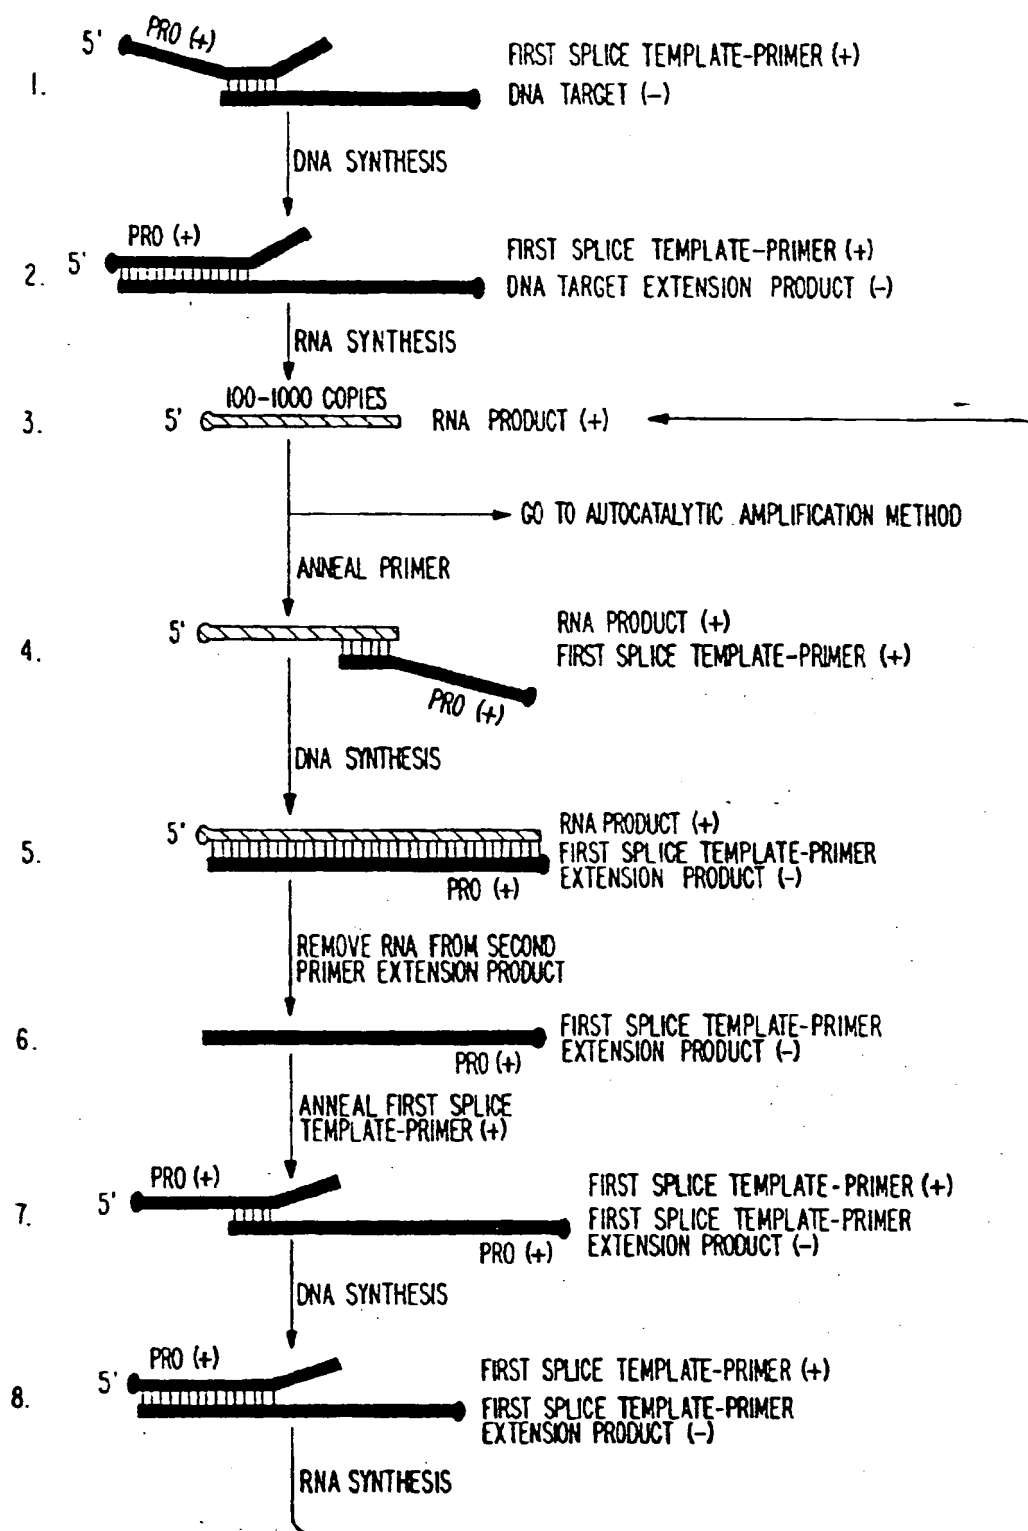 PRO (+)
5'
FIRST SPLICE TEMPLATE-PRIMER (+)
1.
DNA TARGET (-)
DNA SYNTHESIS
PRO (+)
5'
FIRST SPLICE TEMPLATE-PRIMER (+)
2.
DNA TARGET EXTENSION PRODUCT (-)
RNA SYNTHESIS
100-1000 COPIES
3.
5'
RNA PRODUCT (+)
GO TO AUTOCATALYTIC AMPLIFICATION METHOD
ANNEAL PRIMER
5'
RNA PRODUCT (+)
4.
FIRST SPLICE TEMPLATE-PRIMER (+)
PRO (+)
DNA SYNTHESIS
5'
RNA PRODUCT (+)
5.
FIRST SPLICE TEMPLATE-PRIMER
EXTENSION PRODUCT (-)
PRO (+)
REMOVE RNA FROM SECOND
PRIMER EXTENSION PRODUCT
6.
FIRST SPLICE TEMPLATE-PRIMER
EXTENSION PRODUCT (-)
PRO (+)
ANNEAL FIRST SPLICE
TEMPLATE-PRIMER (+)
PRO (+)
5'
FIRST SPLICE TEMPLATE-PRIMER (+)
7.
FIRST SPLICE TEMPLATE-PRIMER
EXTENSION PRODUCT (-)
PRO (+)
DNA SYNTHESIS
PRO (+)
5'
FIRST SPLICE TEMPLATE-PRIMER (+)
8.
FIRST SPLICE TEMPLATE-PRIMER
EXTENSION PRODUCT (-)
RNA SYNTHESIS